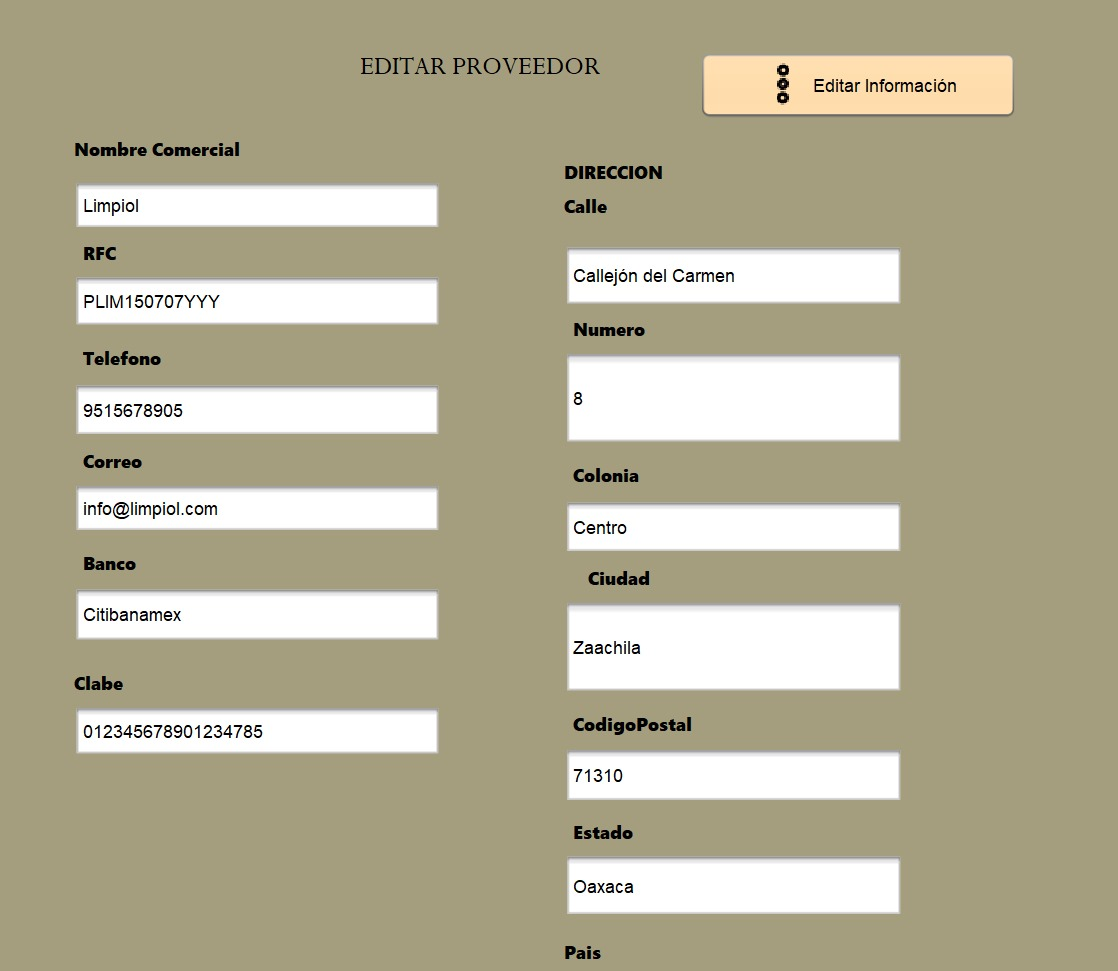 EDITAR PROVEEDOR
Editar Información
Nombre Comercial
Limpiol
RFC
PLIM150707YYY
Telefono
9515678905
Correo
info@limpiol.com
Banco
Citibanamex
Clabe
012345678901234785
DIRECCION
Calle
Callejón del Carmen
Numero
8
Colonia
Centro
Ciudad
Zaachila
CodigoPostal
71310
Estado
Oaxaca
Pais